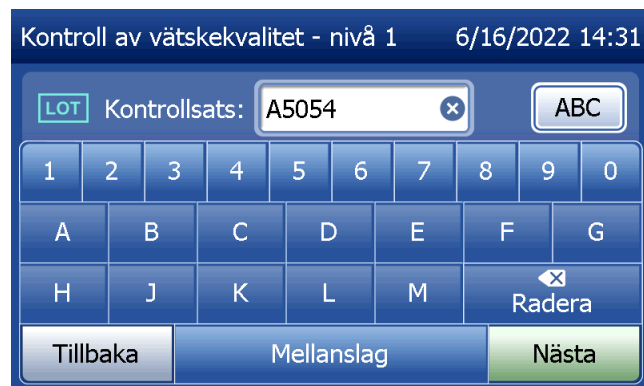 Kontroll av vätskekvalitet - nivå 1 6/16/2022 14:31
LOT Kontrollsats: A5054 ABC
1 2 3 4 5 6 7 8 9 0
A B C D E F G
H J K L M Radera
Tillbaka Mellanslag Nästa